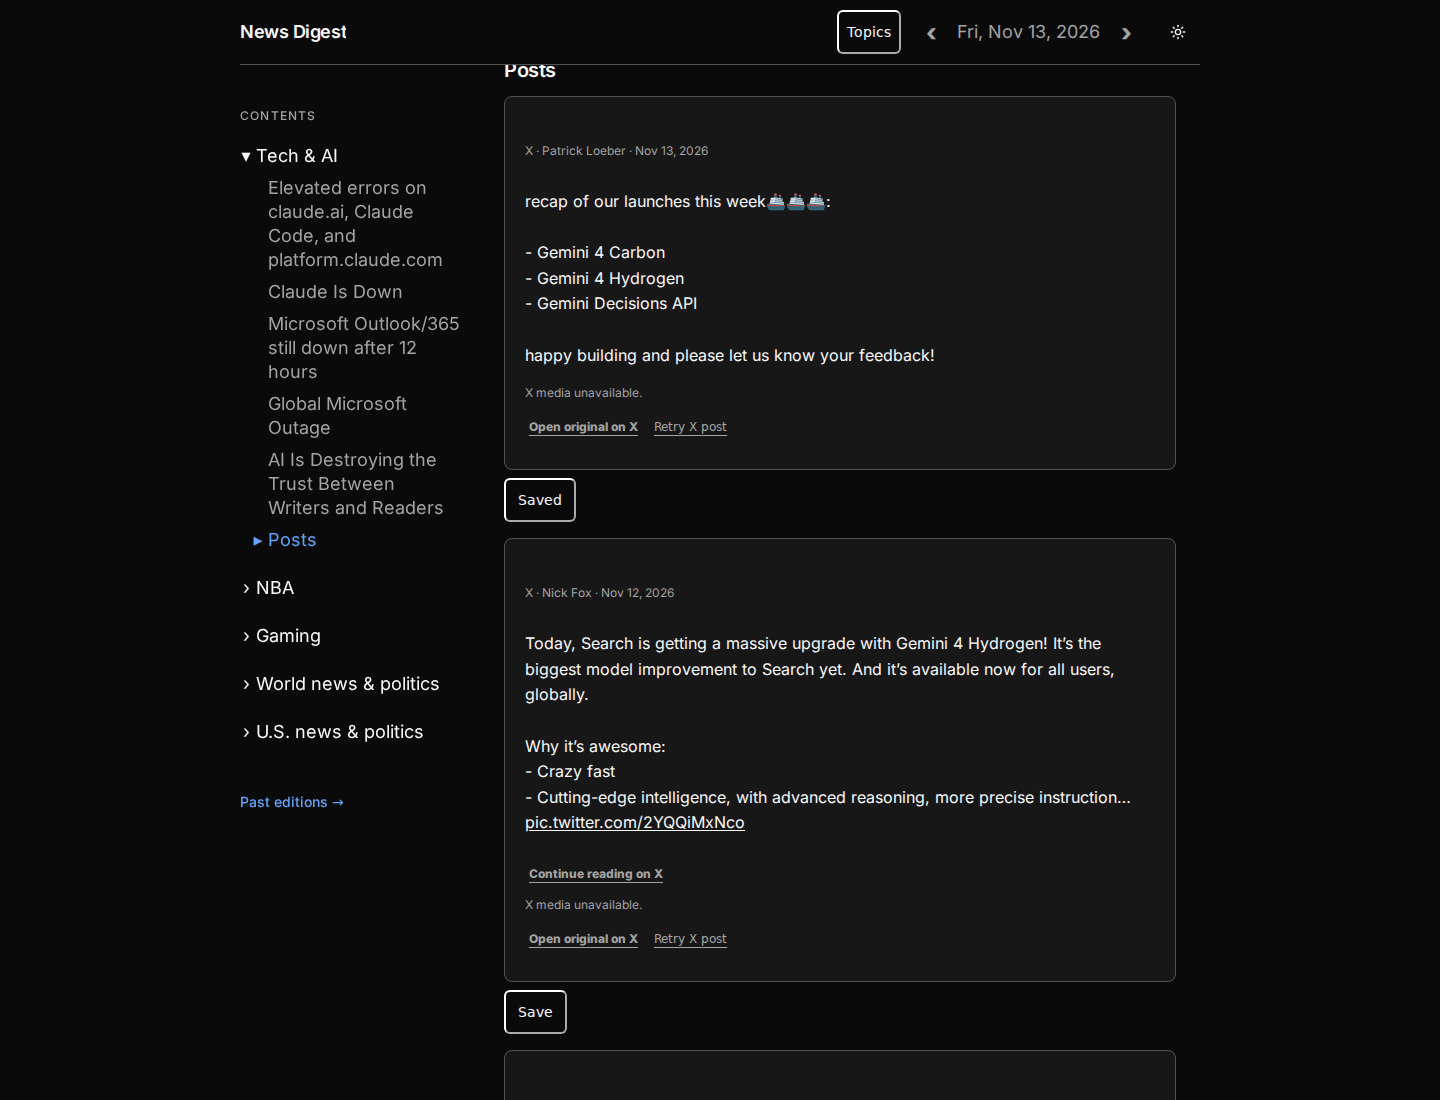 News Digest
Topics
‹ Fri, Nov 13, 2026 ›
CONTENTS
▾ Tech & AI
Elevated errors on
claude.ai, Claude
Code, and
platform.claude.com
Claude Is Down
Microsoft Outlook/365
still down after 12
hours
Global Microsoft
Outage
AI Is Destroying the
Trust Between
Writers and Readers
▸ Posts
› NBA
› Gaming
› World news & politics
› U.S. news & politics
Past editions →
Posts
X · Patrick Loeber · Nov 13, 2026
recap of our launches this week🚢🚢🚢:
- Gemini 4 Carbon
- Gemini 4 Hydrogen
- Gemini Decisions API
happy building and please let us know your feedback!
X media unavailable.
Open original on X Retry X post
Saved
X · Nick Fox · Nov 12, 2026
Today, Search is getting a massive upgrade with Gemini 4 Hydrogen! It’s the
biggest model improvement to Search yet. And it’s available now for all users,
globally.
Why it’s awesome:
- Crazy fast
- Cutting-edge intelligence, with advanced reasoning, more precise instruction…
pic.twitter.com/2YQQiMxNco
Continue reading on X
X media unavailable.
Open original on X Retry X post
Save